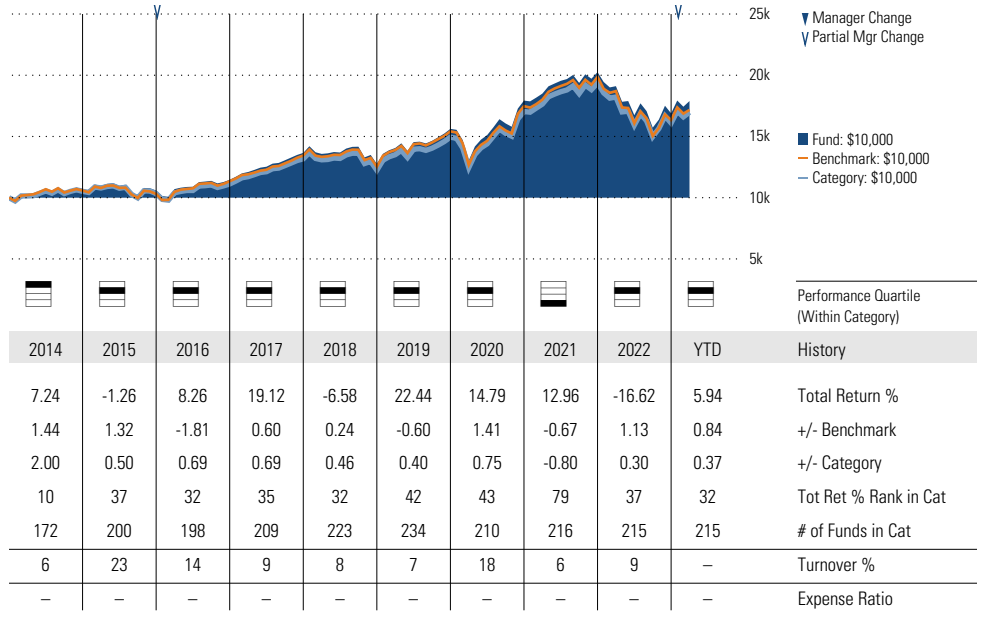 25k
Manager Change
Partial Mgr Change
20k
15k
Fund: $10,000
Benchmark: $10,000
Category: $10,000
10k
5k
Performance Quartile
(Within Category)
2014 2015 2016 2017 2018 2019 2020 2021 2022 YTD History
7.24 -1.26 8.26 19.12 -6.58 22.44 14.79 12.96 -16.62 5.94 Total Return %
1.44 1.32 -1.81 0.60 0.24 -0.60 1.41 -0.67 1.13 0.84 +/- Benchmark
2.00 0.50 0.69 0.69 0.46 0.40 0.75 -0.80 0.30 0.37 +/- Category
10 37 32 35 32 42 43 79 37 32 Tot Ret % Rank in Cat
172 200 198 209 223 234 210 216 215 215 # of Funds in Cat
6 23 14 9 8 7 18 6 9 – Turnover %
– – – – – – – – – – Expense Ratio